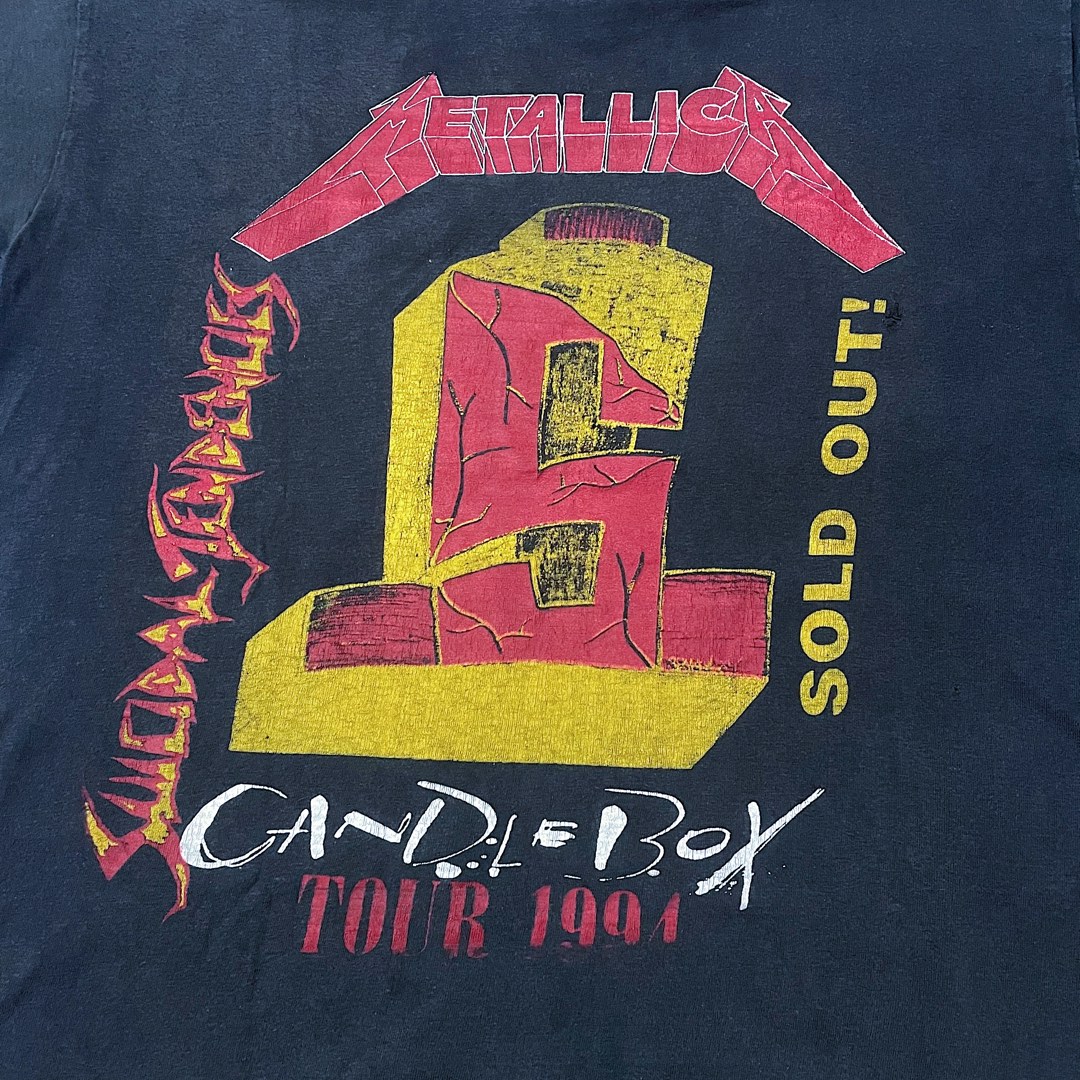 METALLICA
SUICIDAL TENDENCIES
SOLD OUT!
CANDLEBOX
TOUR 1994